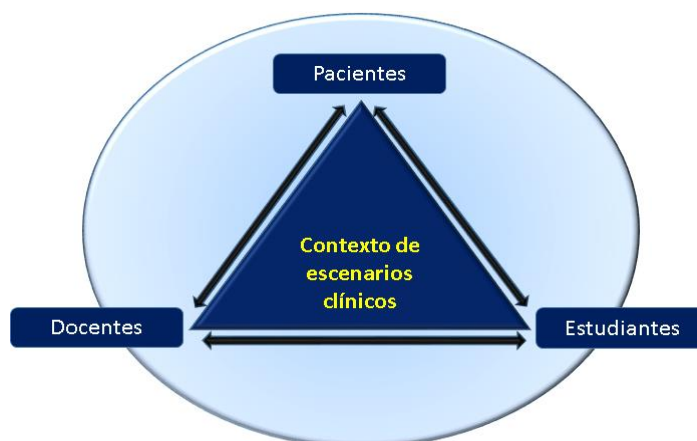 Pacientes
Contexto de
escenarios
clínicos
Docentes
Estudiantes